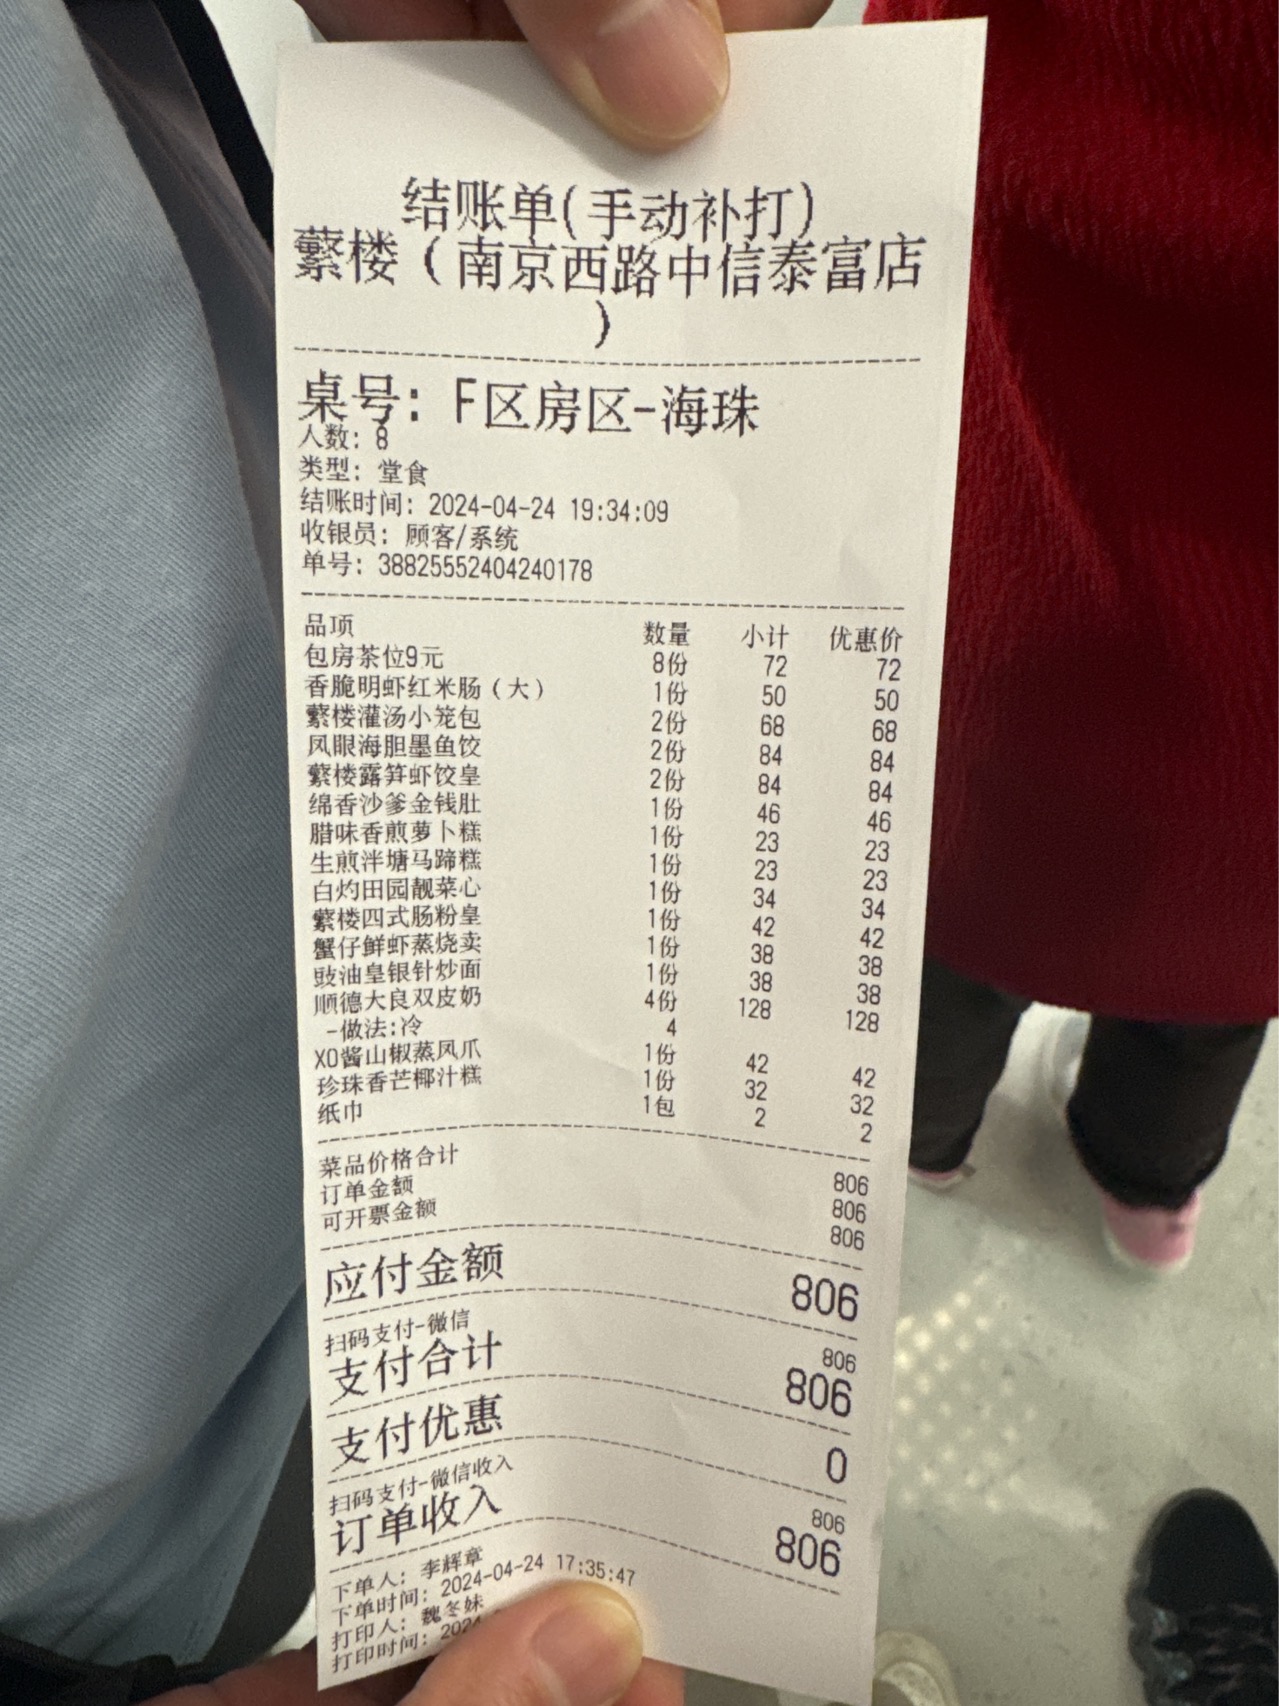 结账单(手动补打)
蘩楼（南京西路中信泰富店
）
桌号: F区房区-海珠
人数: 8
类型: 堂食
结账时间: 2024-04-24 19:34:09
收银员: 顾客/系统
单号: 38825552404240178
品项 数量 小计 优惠价
包房茶位9元 8份 72 72
香脆明虾红米肠（大） 1份 50 50
蘩楼灌汤小笼包 2份 68 68
凤眼海胆墨鱼饺 2份 84 84
蘩楼露笋虾饺皇 2份 84 84
绵香沙爹金钱肚 1份 46 46
腊味香煎萝卜糕 1份 23 23
生煎泮塘马蹄糕 1份 23 23
白灼田园靓菜心 1份 34 34
蘩楼四式肠粉皇 1份 42 42
蟹仔鲜虾蒸烧卖 1份 38 38
豉油皇银针炒面 1份 38 38
顺德大良双皮奶 4份 128 128
-做法:冷 4
XO酱山椒蒸凤爪 1份 42 42
珍珠香芒椰汁糕 1份 32 32
纸巾 1包 2 2
菜品价格合计 806
订单金额 806
可开票金额 806
应付金额 806
扫码支付-微信 806
支付合计 806
支付优惠 0
扫码支付-微信收入 806
订单收入 806
下单人: 李辉章
下单时间: 2024-04-24 17:35:47
打印人: 魏冬妹
打印时间: